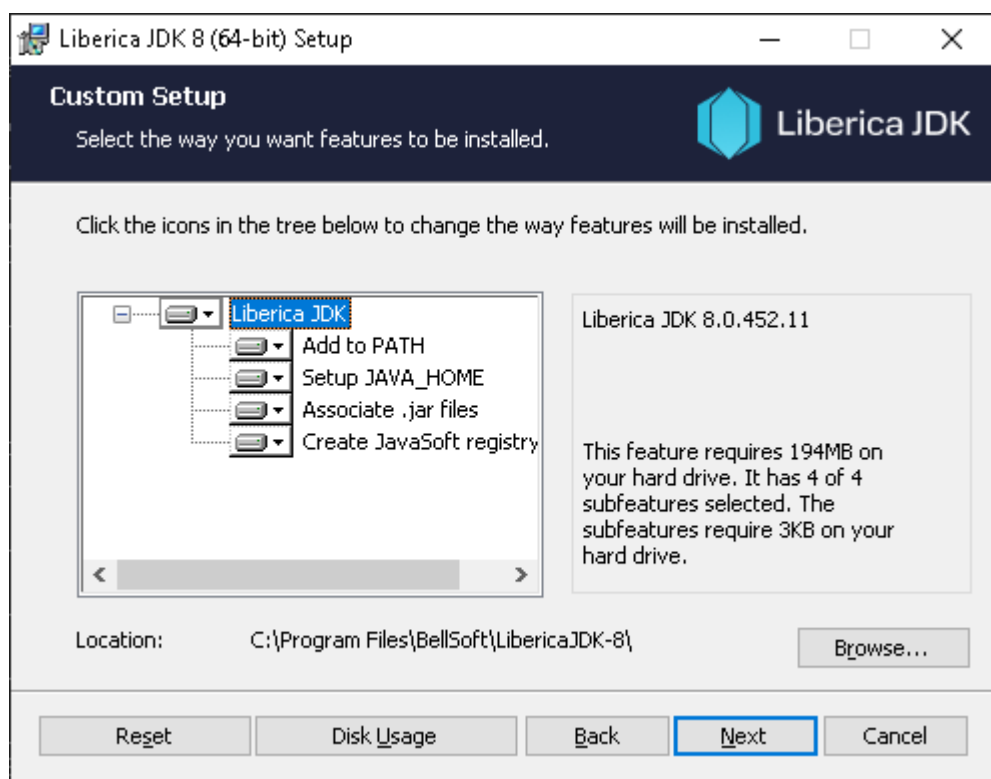 Liberica JDK 8 (64-bit) Setup
Custom Setup
Select the way you want features to be installed.
Liberica JDK
Click the icons in the tree below to change the way features will be installed.
Liberica JDK
Add to PATH
Setup JAVA_HOME
Associate .jar files
Create JavaSoft registry
Liberica JDK 8.0.452.11
This feature requires 194MB on
your hard drive. It has 4 of 4
subfeatures selected. The
subfeatures require 3KB on your
hard drive.
Location: C:\Program Files\BellSoft\LibericaJDK-8\
Browse...
Reset Disk Usage Back Next Cancel